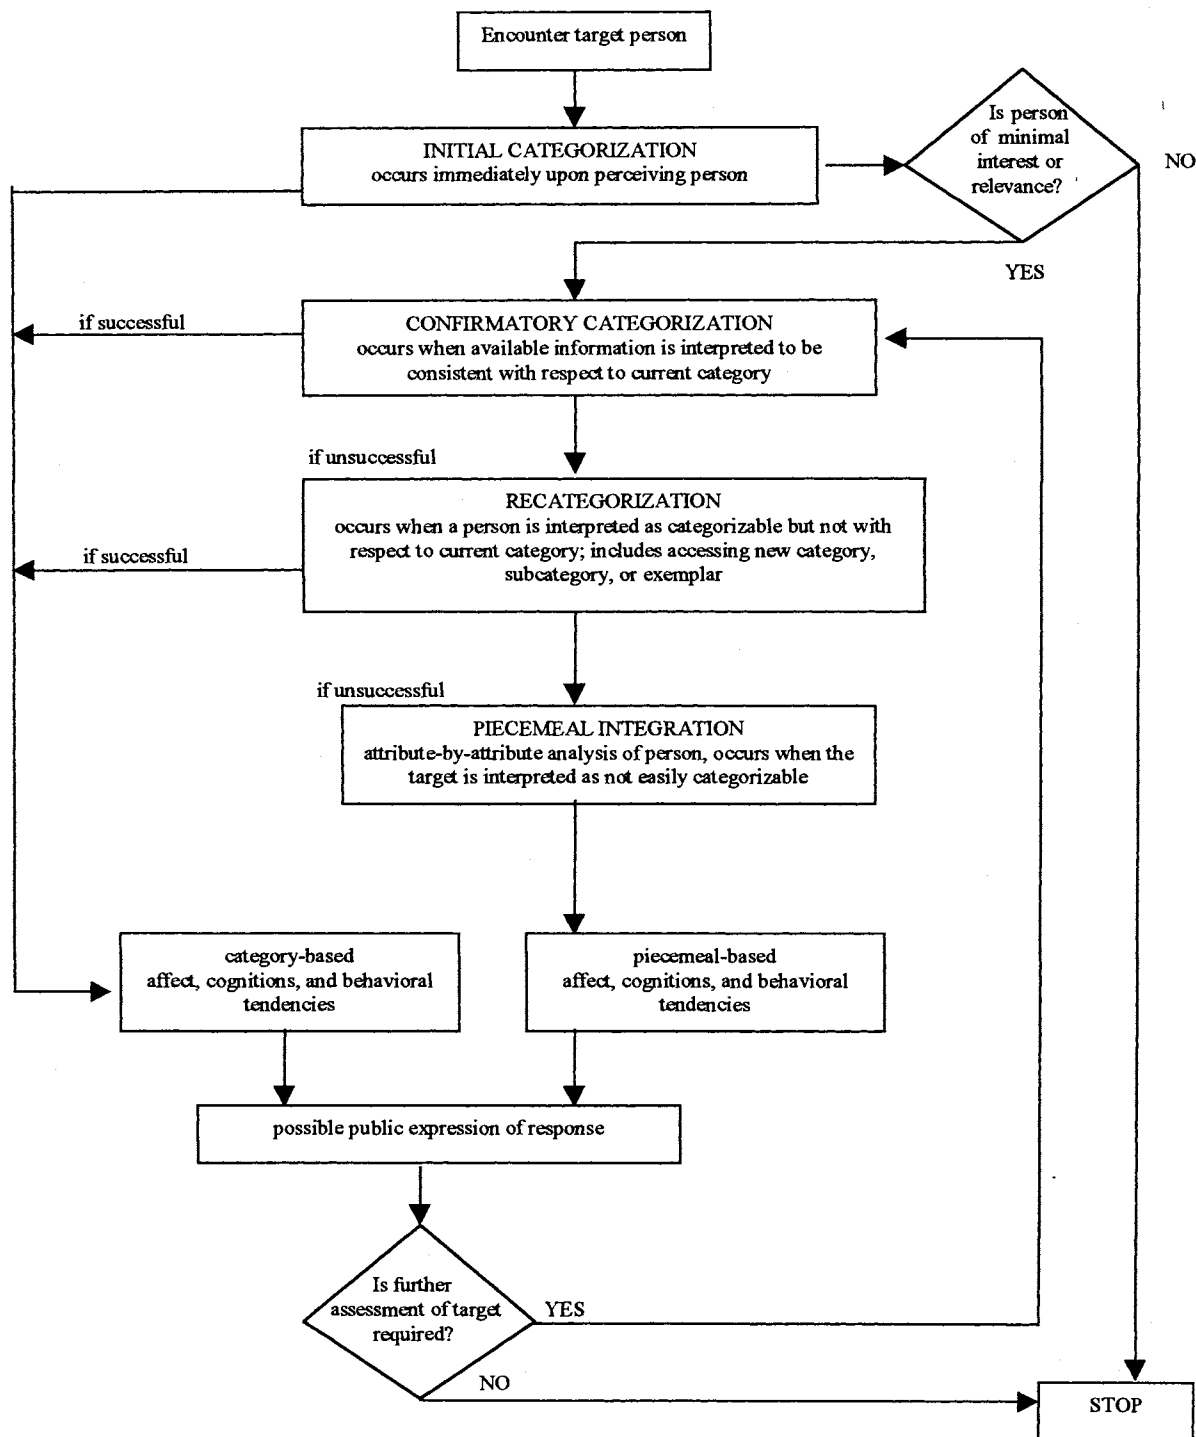 Encounter target person
INITIAL CATEGORIZATION
occurs immediately upon perceiving person
Is person
of minimal
interest or
relevance?
NO
YES
CONFIRMATORY CATEGORIZATION
occurs when available information is interpreted to be
consistent with respect to current category
if successful
if unsuccessful
RECATEGORIZATION
occurs when a person is interpreted as categorizable but not with
respect to current category; includes accessing new category,
subcategory, or exemplar
if successful
if unsuccessful
PIECEMEAL INTEGRATION
attribute-by-attribute analysis of person, occurs when the
target is interpreted as not easily categorizable
category-based
affect, cognitions, and behavioral
tendencies
piecemeal-based
affect, cognitions, and behavioral
tendencies
possible public expression of response
Is further
assessment of target
required?
YES
NO
STOP